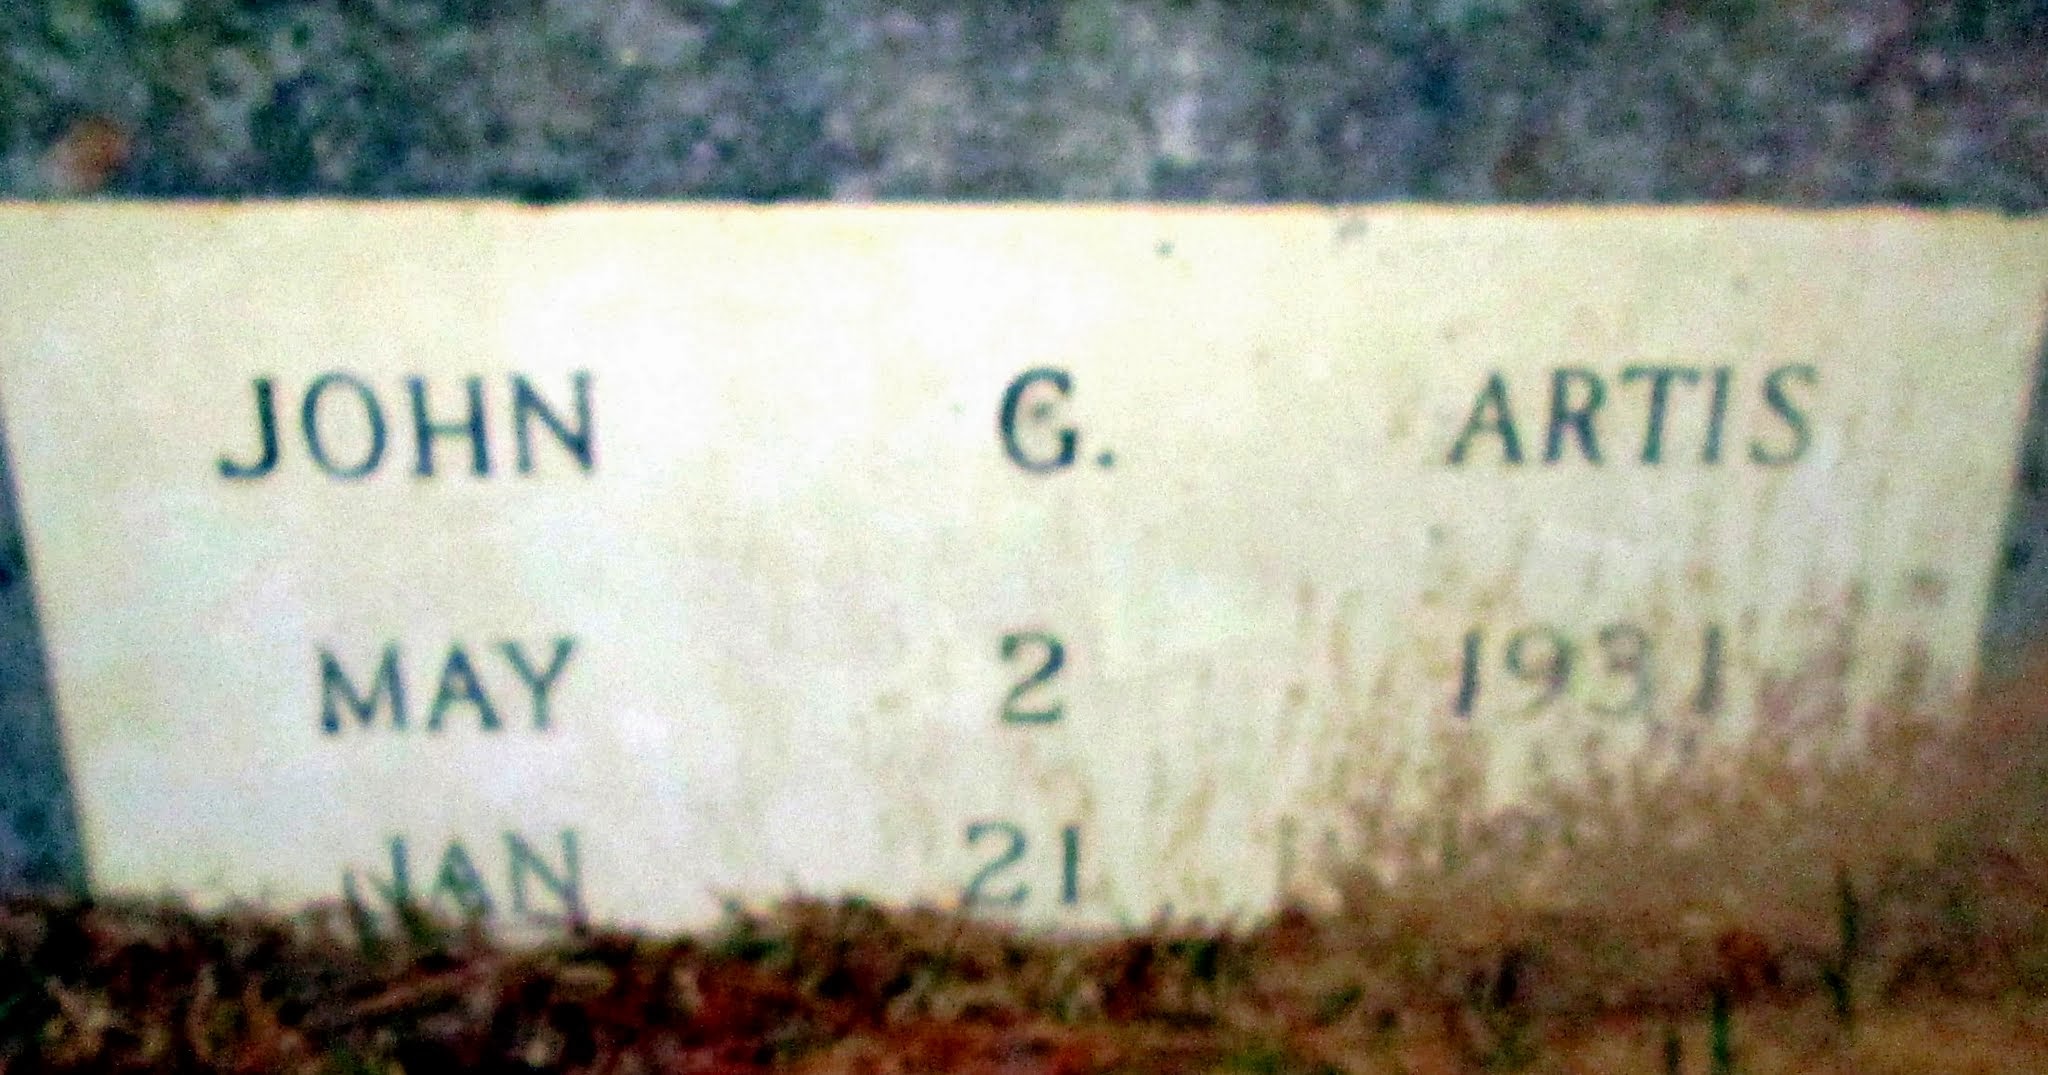 JOHN G. ARTIS
MAY 2 1931
JAN 21